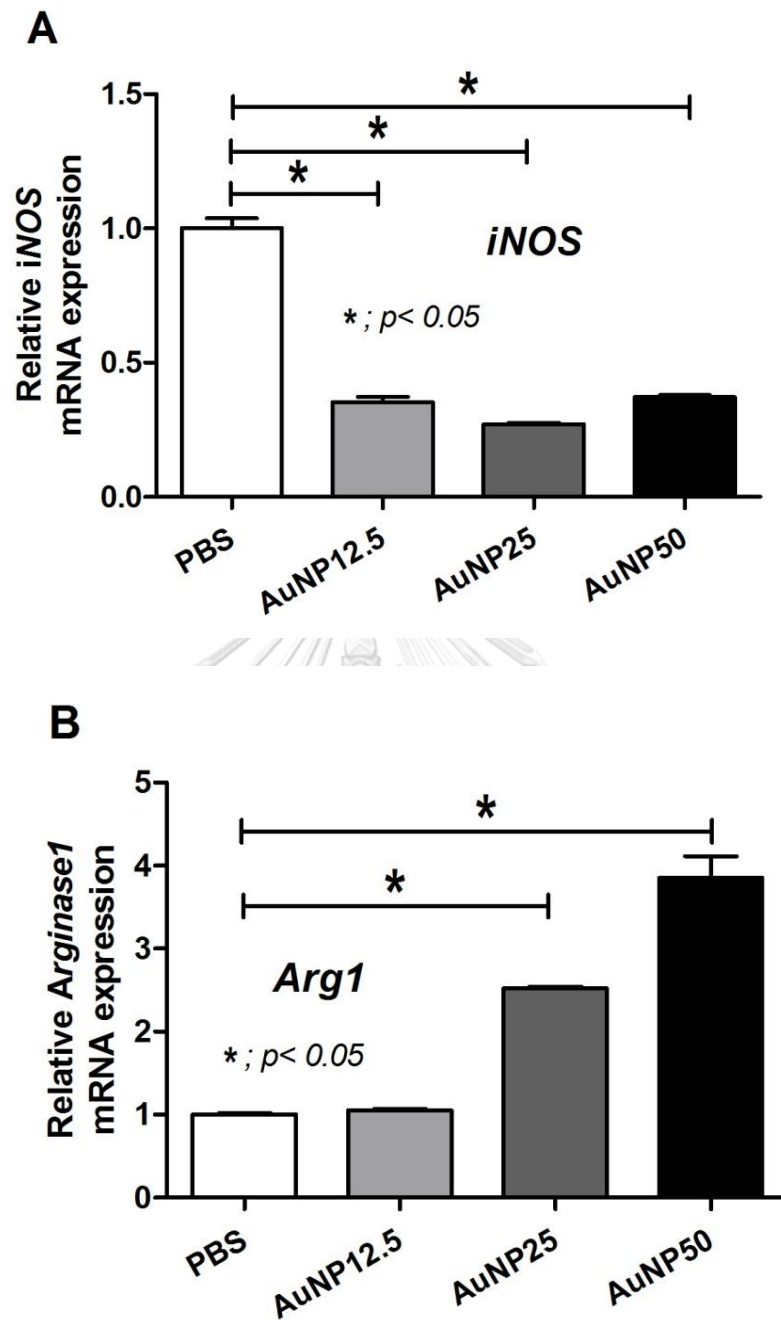 A
Relative iNOS
mRNA expression
1.5
1.0
0.5
0.0
* * *
iNOS
* ; p< 0.05
PBS
AuNP12.5
AuNP25
AuNP50
B
Relative Arginase1
mRNA expression
5
4
3
2
1
0
* *
Arg1
* ; p< 0.05
PBS
AuNP12.5
AuNP25
AuNP50